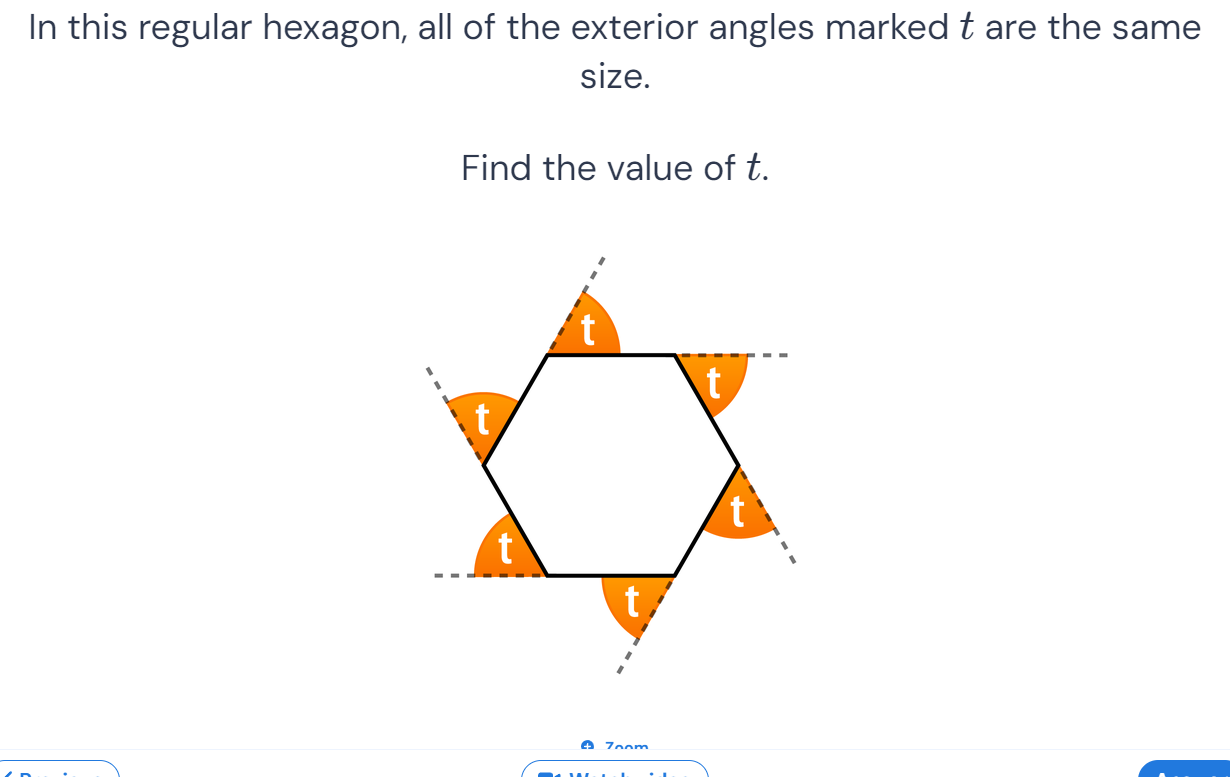 In this regular hexagon, all of the exterior angles marked t are the same
size.
Find the value of t.
t
t
t
t
t
t
Zoom